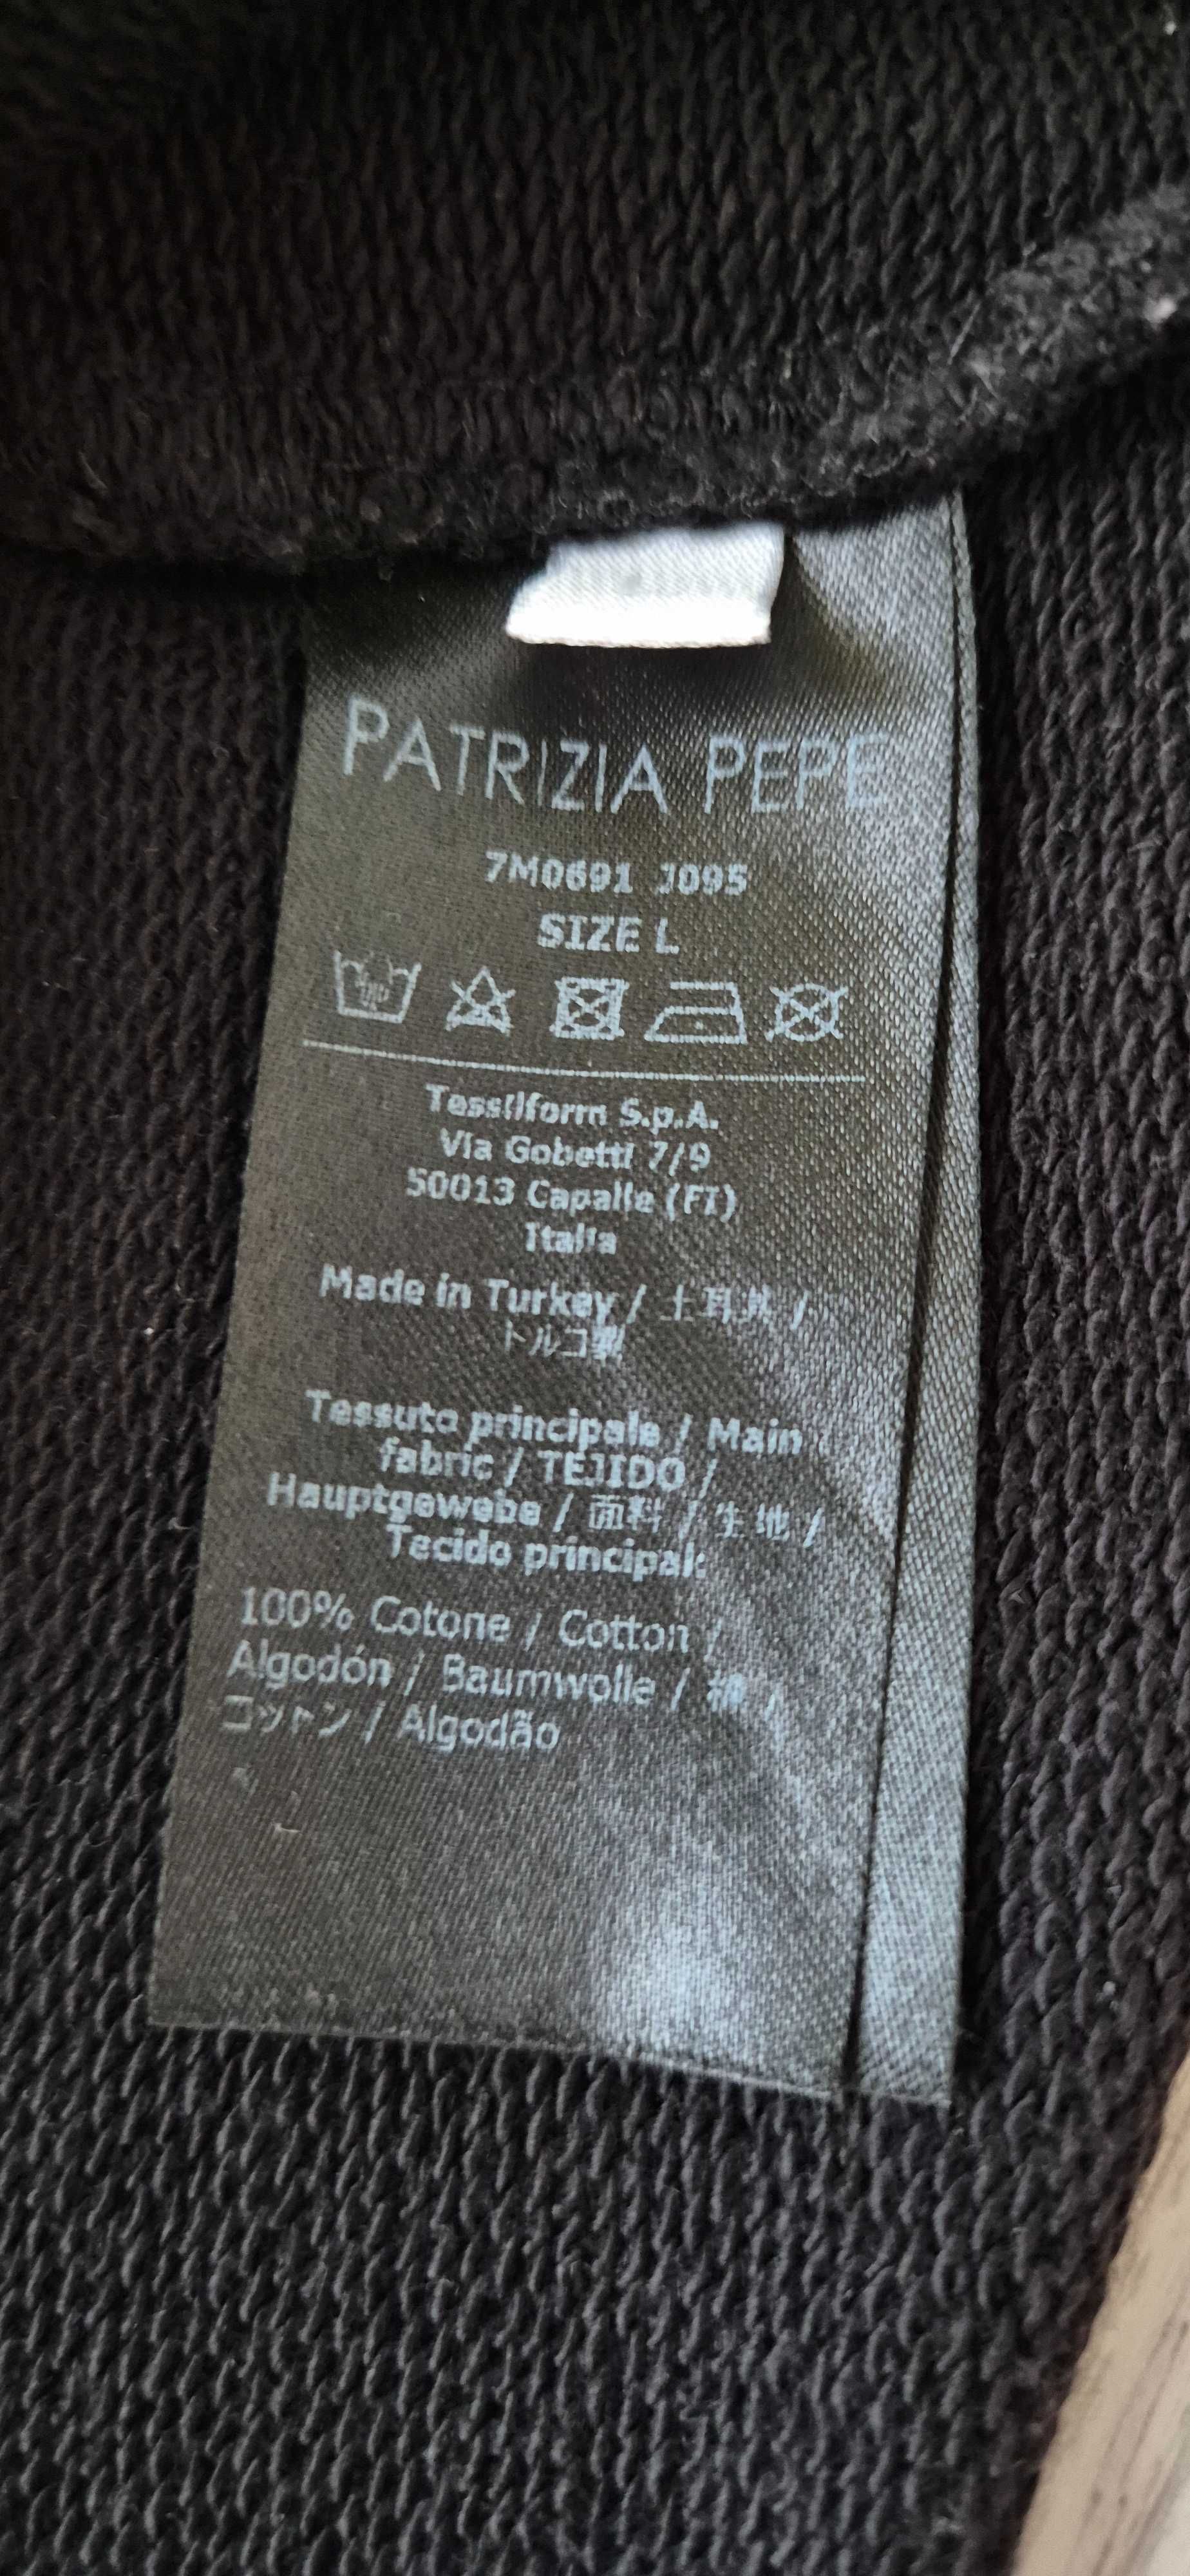 PATRIZIA PEPE
7M0691 J095
SIZE L
Tessilform S.p.A.
Via Gobetti 7/9
50013 Capalle (FI)
Italia
Made in Turkey / 土耳其 /
トルコ製
Tessuto principale / Main
fabric / TEJIDO /
Hauptgewebe / 面料 / 生地 /
Tecido principal:
100% Cotone / Cotton /
Algodón / Baumwolle / 棉 /
コットン / Algodão